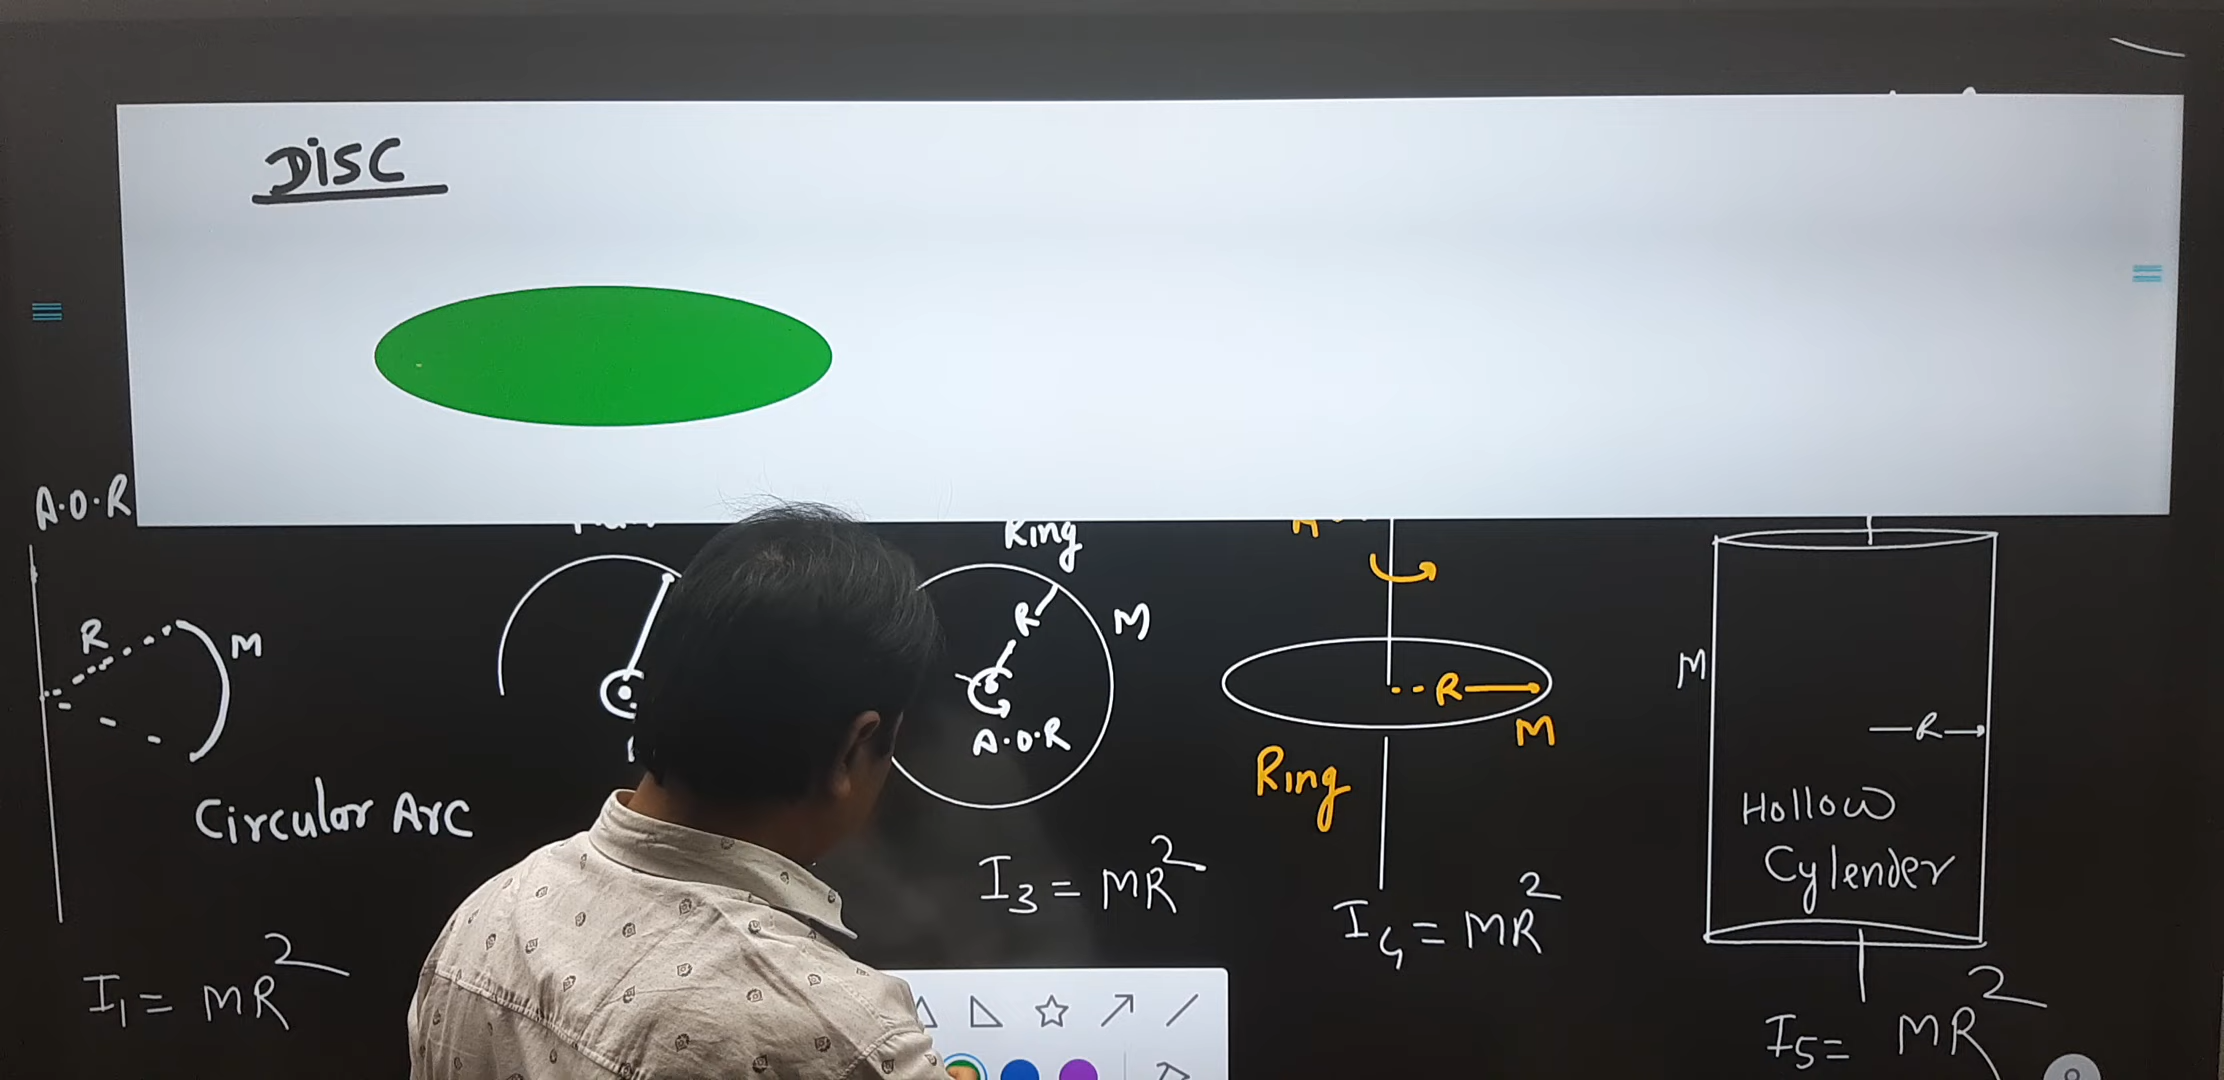 DISC
A.O.R
R
M
Circular Arc
I₁ = MR²
Ring
R
M
A.O.R
I₃ = MR²
R
M
Ring
I₄ = MR²
M
R
Hollow
Cylender
I₅ = MR²